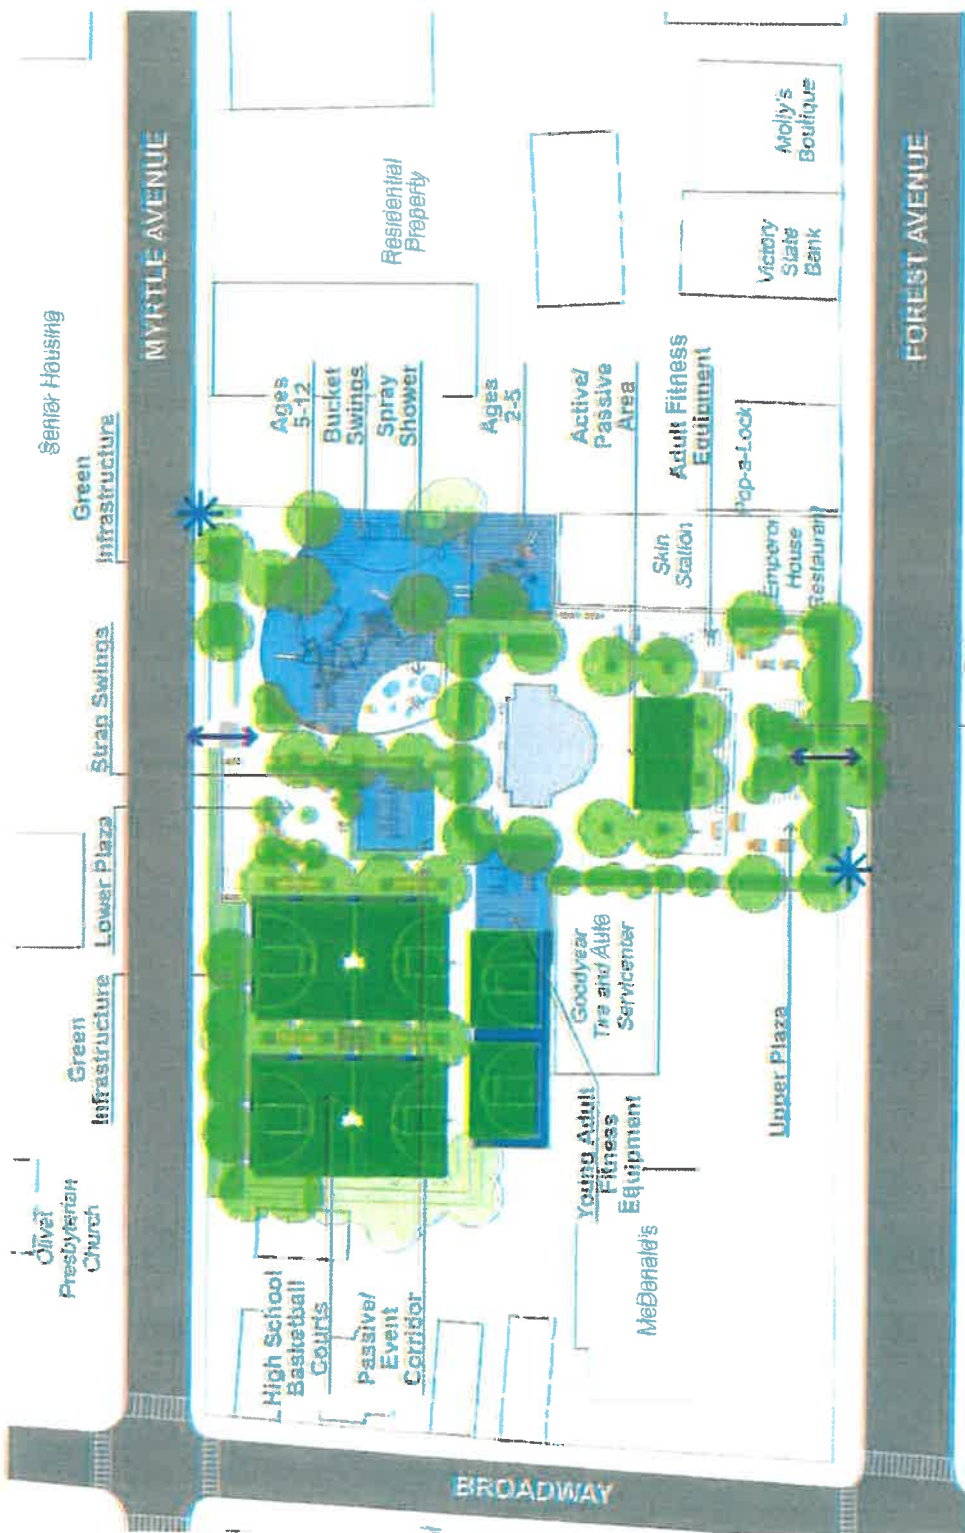 Olivet
Presbyterian
Church
Green
Infrastructure
Lower Plaza
Strap Swings
Green
Infrastructure
Senior Housing
MYRTLE AVENUE
High School
Basketball
Courts
Passive/
Event
Corridor
Ages
5-12
Bucket
Swings
Spray
Shower
Ages
2-5
Active/
Passive
Area
Adult Fitness
Equipment
Residential
Property
Young Adult
Fitness
Equipment
McDonald's
Goodyear
Tire and Auto
Servicenter
Upper Plaza
Skin
Station
Pop-a-Lock
Emperor
House
Restaurant
Victory
State
Bank
Molly's
Boutique
FOREST AVENUE
BROADWAY